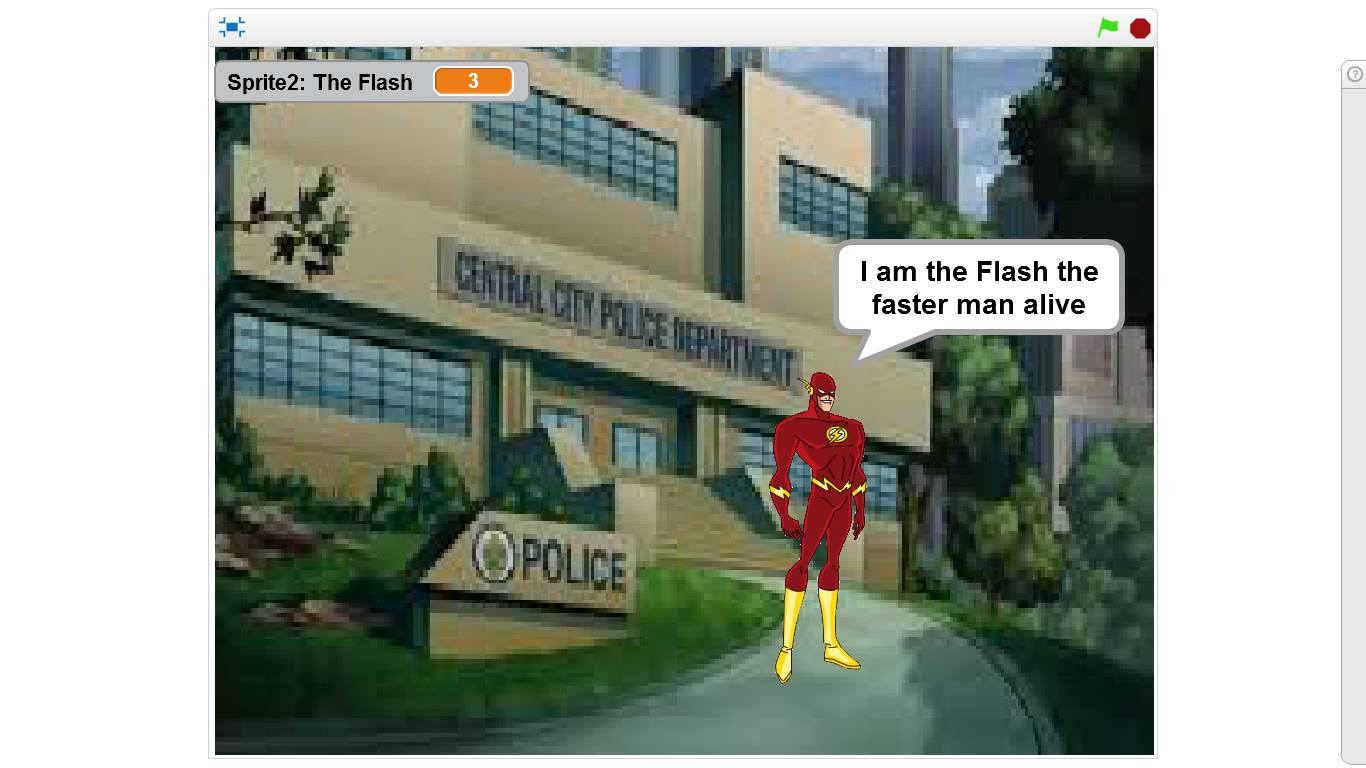 Sprite2: The Flash 3
CENTRAL CITY POLICE DEPARTMENT
I am the Flash the
faster man alive
POLICE
?